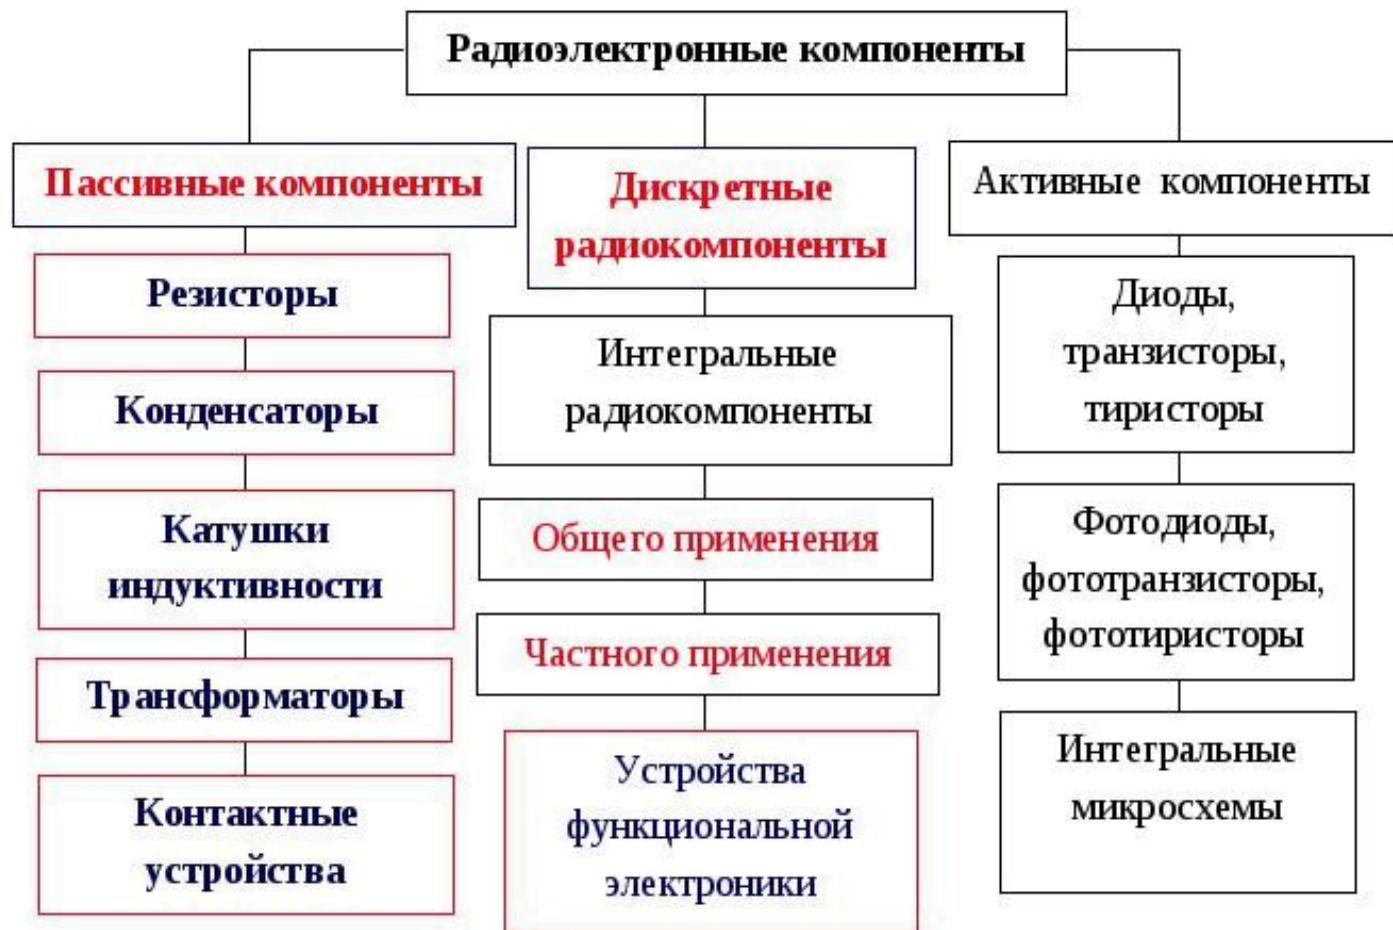 Радиоэлектронные компоненты
Пассивные компоненты
Резисторы
Конденсаторы
Катушки
индуктивности
Трансформаторы
Контактные
устройства
Дискретные
радиокомпоненты
Интегральные
радиокомпоненты
Общего применения
Частного применения
Устройства
функциональной
электроники
Активные компоненты
Диоды,
транзисторы,
тиристоры
Фотодиоды,
фототранзисторы,
фототиристоры
Интегральные
микросхемы